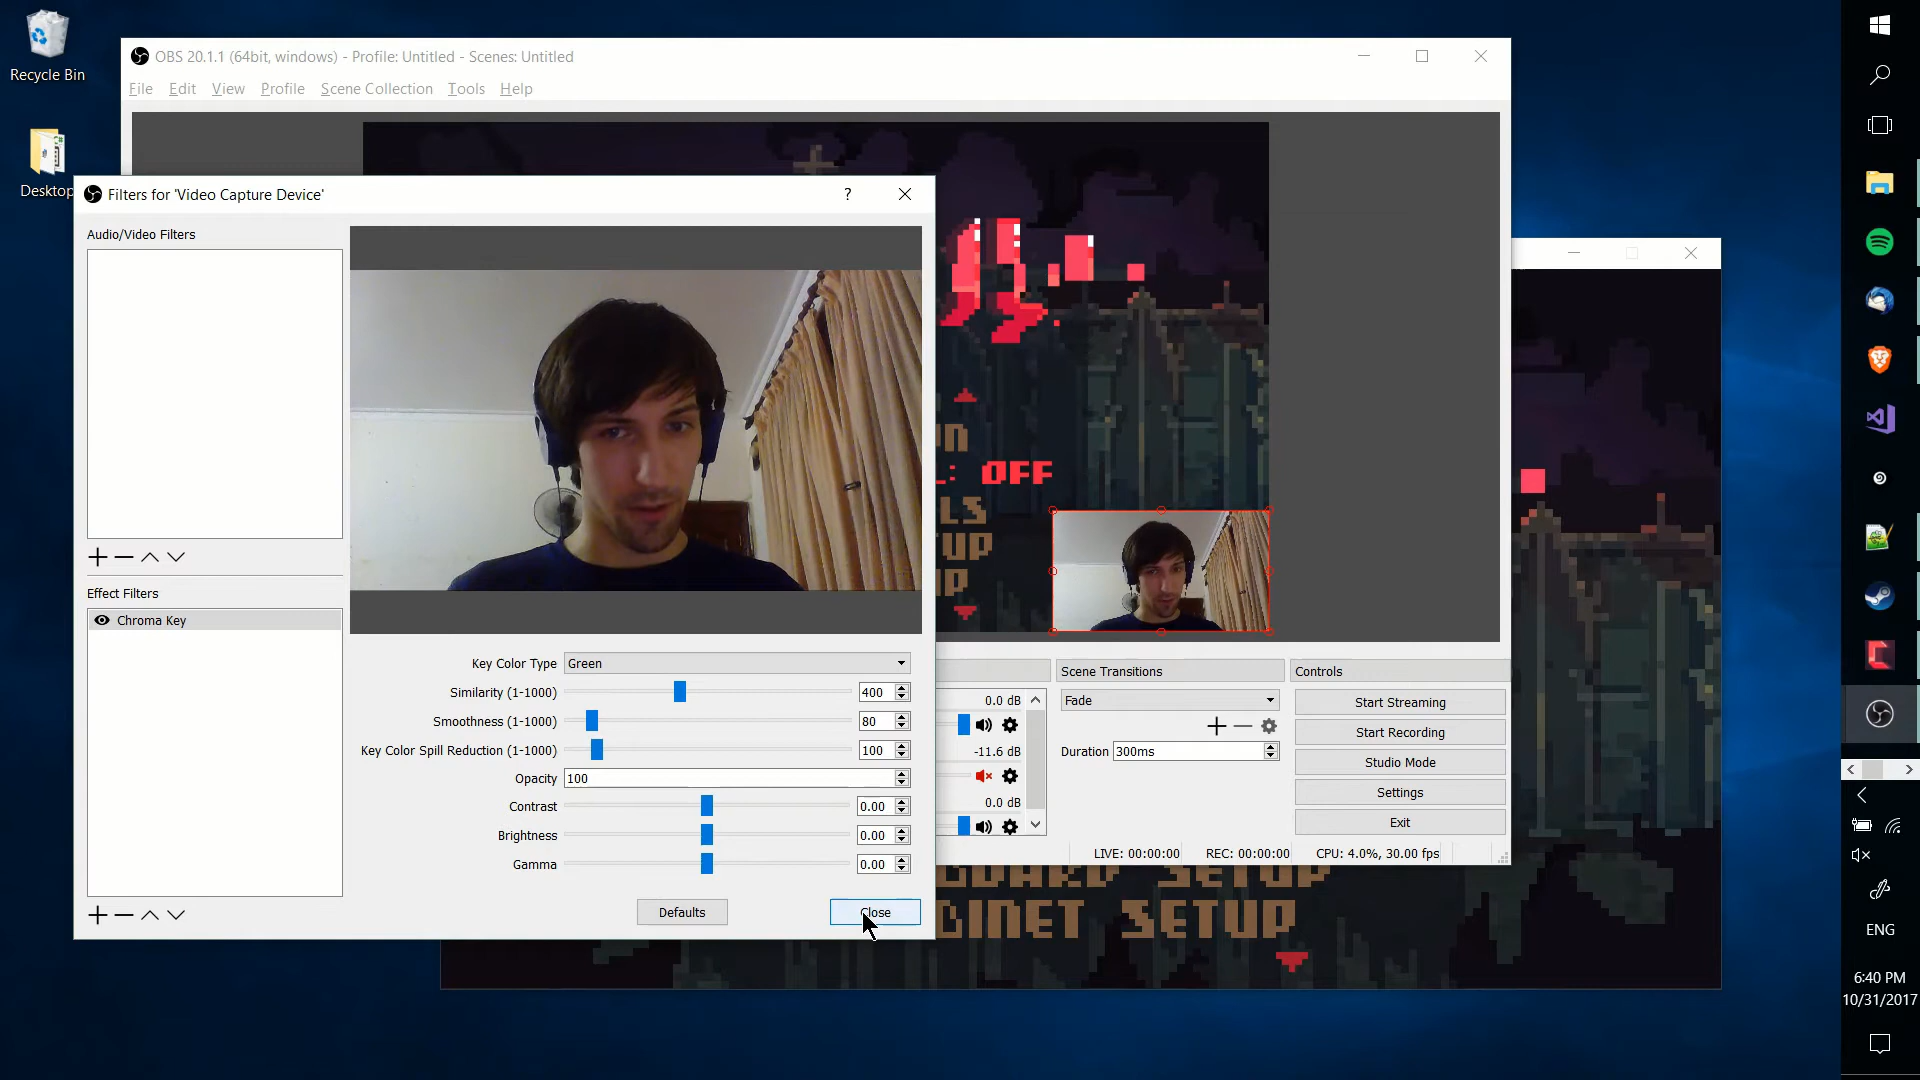 Recycle Bin
Desktop
OBS 20.1.1 (64bit, windows) - Profile: Untitled - Scenes: Untitled
File Edit View Profile Scene Collection Tools Help
Filters for 'Video Capture Device'
?
Audio/Video Filters
Effect Filters
Chroma Key
Key Color Type Green
Similarity (1-1000) 400
Smoothness (1-1000) 80
Key Color Spill Reduction (1-1000) 100
Opacity 100
Contrast 0.00
Brightness 0.00
Gamma 0.00
Defaults Close
: OFF
LS
UP
P
0.0 dB
-11.6 dB
0.0 dB
Scene Transitions
Fade
Duration 300ms
Controls
Start Streaming
Start Recording
Studio Mode
Settings
Exit
LIVE: 00:00:00 REC: 00:00:00 CPU: 4.0%, 30.00 fps
SETUP
BINET SETUP
ENG
6:40 PM
10/31/2017